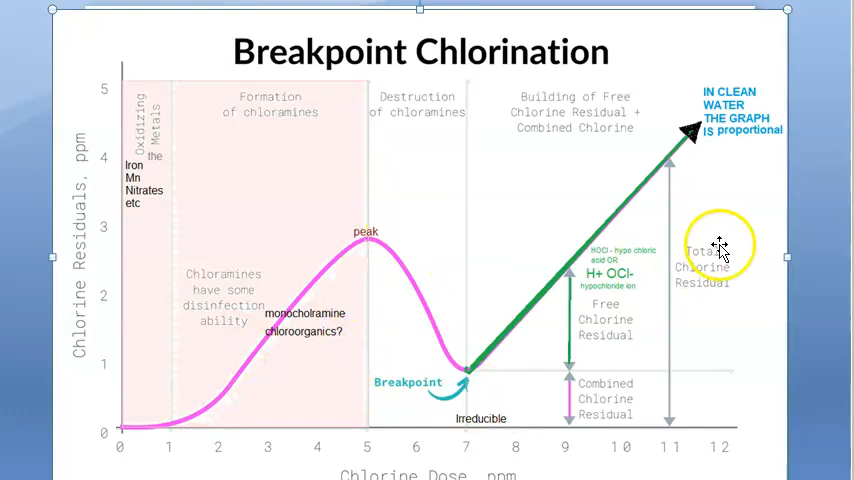 Breakpoint Chlorination
5
4
3
2
1
0
Chlorine Residuals, ppm
Oxidizing
Metals
the
Iron
Mn
Nitrates
etc
Formation
of chloramines
Destruction
of chloramines
Building of Free
Chlorine Residual +
Combined Chlorine
IN CLEAN
WATER
THE GRAPH
IS proportional
peak
Chloramines
have some
disinfection
ability
monocholramine
chloroorganics?
HOCl - hypo chloric
acid OR
H+ OCl-
hypochloride ion
Free
Chlorine
Residual
Total
Chlorine
Residual
Breakpoint
Combined
Chlorine
Residual
Irreducible
0 1 2 3 4 5 6 7 8 9 10 11 12
Chlorine Dose, ppm